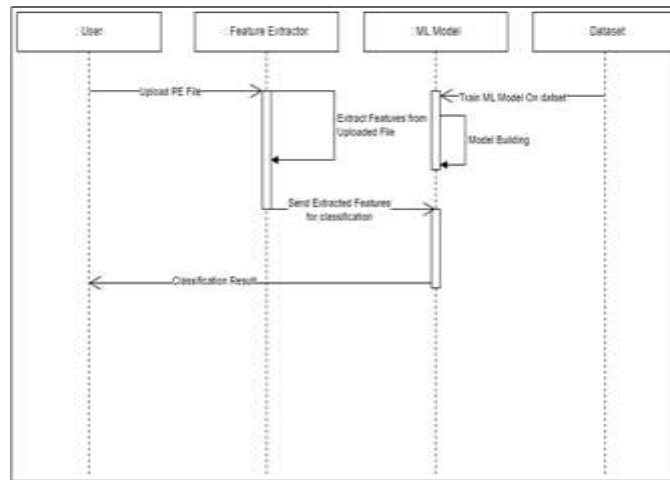 : User
: Feature Extractor
: ML Model
: Dataset
Upload PE File
Train ML Model On datset
Extract Features from
Uploaded File
Model Building
Send Extracted Features
for classification
Classification Result